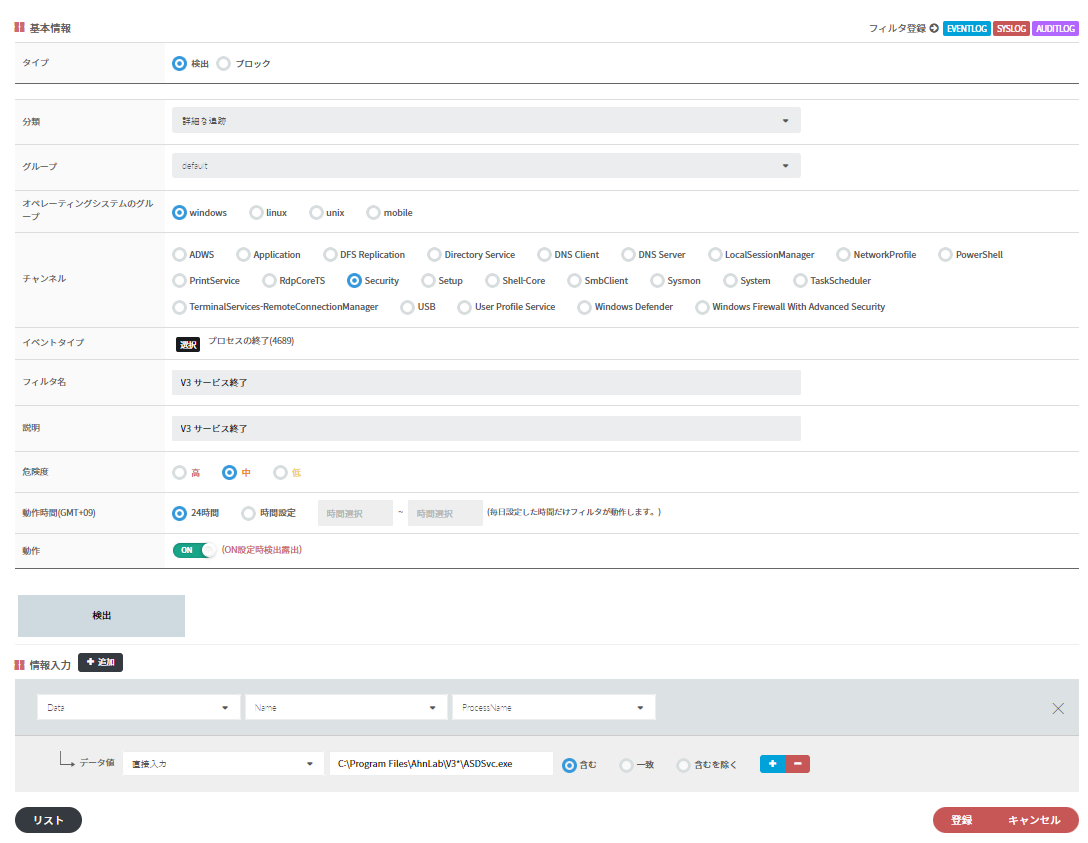 基本情報
フィルタ登録 EVENTLOG SYSLOG AUDITLOG
タイプ 検出 ブロック
分類 詳細な追跡
グループ default
オペレーティングシステムのグル
ープ
windows linux unix mobile
チャンネル
ADWS Application DFS Replication Directory Service DNS Client DNS Server LocalSessionManager NetworkProfile PowerShell
PrintService RdpCoreTS Security Setup Shell-Core SmbClient Sysmon System TaskScheduler
TerminalServices-RemoteConnectionManager USB User Profile Service Windows Defender Windows Firewall With Advanced Security
イベントタイプ 選択 プロセスの終了(4689)
フィルタ名 V3 サービス終了
説明 V3 サービス終了
危険度 高 中 低
動作時間(GMT+09) 24時間 時間設定 時間選択 ~ 時間選択 (毎日設定した時間だけフィルタが動作します。)
動作 ON (ON設定時検出露出)
検出
情報入力 + 追加
Data Name ProcessName
データ値 直接入力 C:\Program Files\AhnLab\V3*\ASDSvc.exe 含む 一致 含むを除く + −
リスト 登録 キャンセル